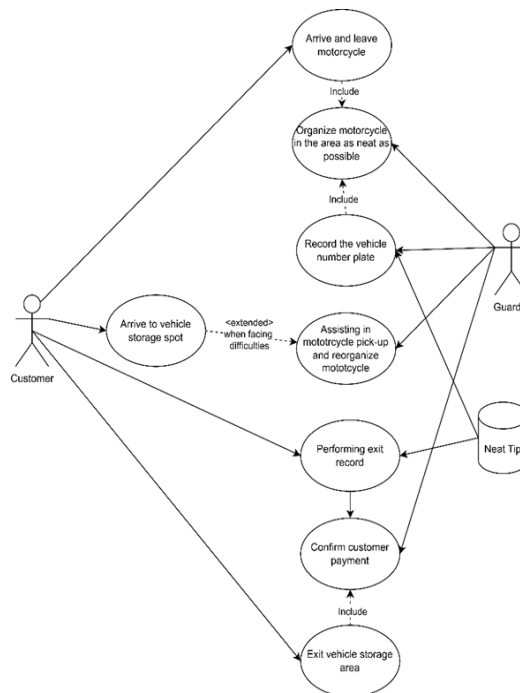 Arrive and leave
motorcycle
Include
Organize motorcycle
in the area as neat as
possible
Include
Record the vehicle
number plate
Guard
Arrive to vehicle
storage spot
<extended>
when facing
difficulties
Assisting in
mototrcycle pick-up
and reorganize
mototcycle
Customer
Performing exit
record
Neat Tip
Confirm customer
payment
Include
Exit vehicle storage
area